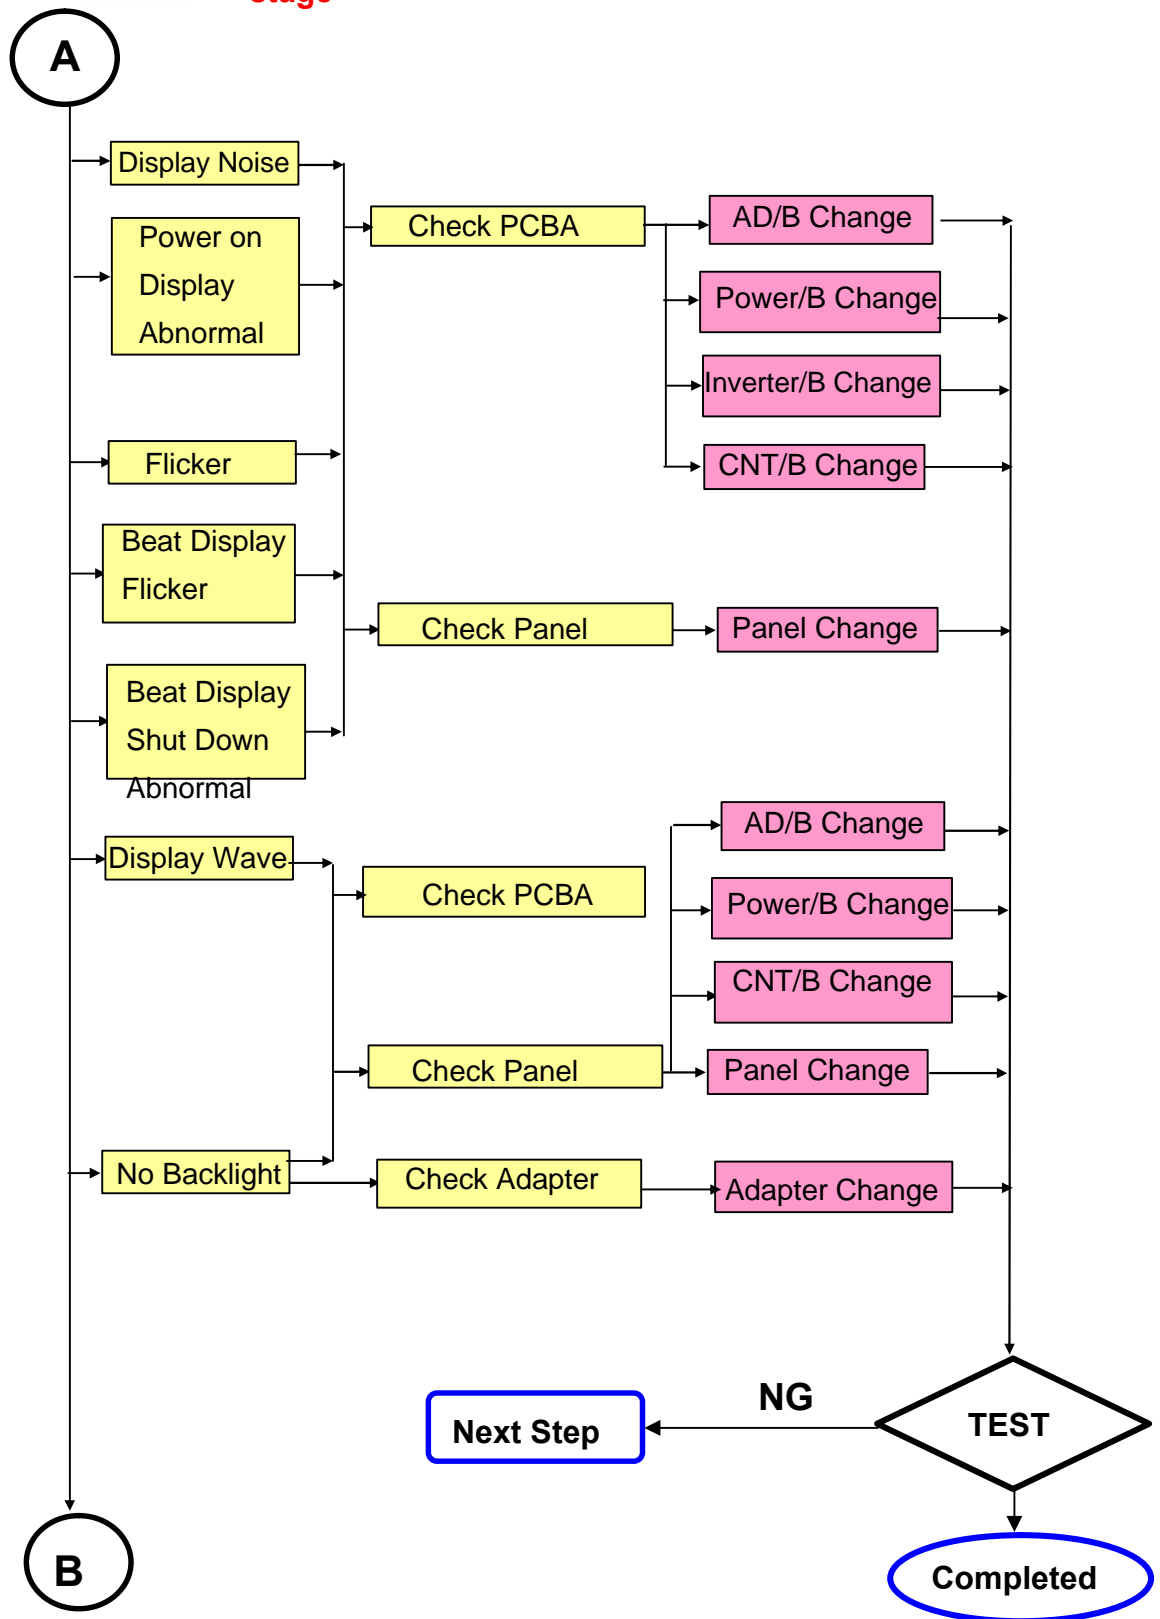 stage
A
Display Noise
Power on
Display
Abnormal
Flicker
Beat Display
Flicker
Beat Display
Shut Down
Abnormal
Display Wave
No Backlight
Check PCBA
Check Panel
Check PCBA
Check Panel
Check Adapter
AD/B Change
Power/B Change
Inverter/B Change
CNT/B Change
Panel Change
AD/B Change
Power/B Change
CNT/B Change
Panel Change
Adapter Change
TEST
NG
Next Step
Completed
B